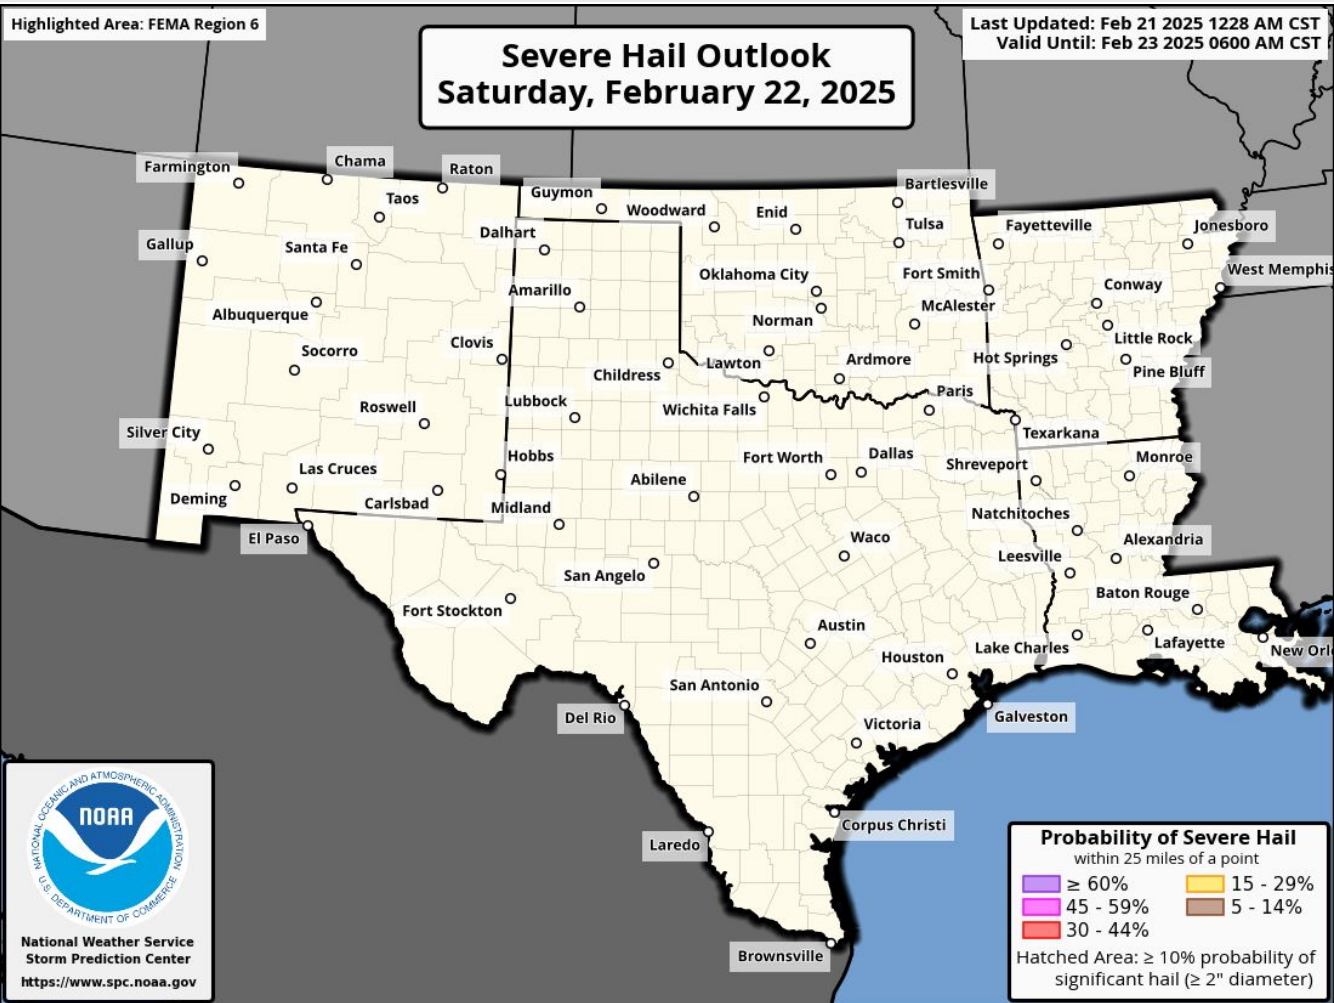 Highlighted Area: FEMA Region 6
Last Updated: Feb 21 2025 1228 AM CST
Valid Until: Feb 23 2025 0600 AM CST
Severe Hail Outlook
Saturday, February 22, 2025
Farmington
Chama
Raton
Taos
Guymon
Woodward
Enid
Bartlesville
Tulsa
Fayetteville
Jonesboro
Gallup
Santa Fe
Dalhart
Oklahoma City
Fort Smith
West Memphis
Amarillo
Conway
Albuquerque
Norman
McAlester
Little Rock
Socorro
Clovis
Childress
Lawton
Ardmore
Hot Springs
Pine Bluff
Roswell
Lubbock
Wichita Falls
Paris
Texarkana
Silver City
Las Cruces
Hobbs
Abilene
Fort Worth
Dallas
Shreveport
Monroe
Deming
Carlsbad
Midland
Natchitoches
El Paso
Waco
Leesville
Alexandria
San Angelo
Fort Stockton
Baton Rouge
Austin
Houston
Lake Charles
Lafayette
New Orl
San Antonio
Del Rio
Victoria
Galveston
Corpus Christi
Laredo
Brownsville
NATIONAL OCEANIC AND ATMOSPHERIC ADMINISTRATION
NOAA
U.S. DEPARTMENT OF COMMERCE
National Weather Service
Storm Prediction Center
https://www.spc.noaa.gov
Probability of Severe Hail
within 25 miles of a point
≥ 60%
15 - 29%
45 - 59%
5 - 14%
30 - 44%
Hatched Area: ≥ 10% probability of
significant hail (≥ 2" diameter)